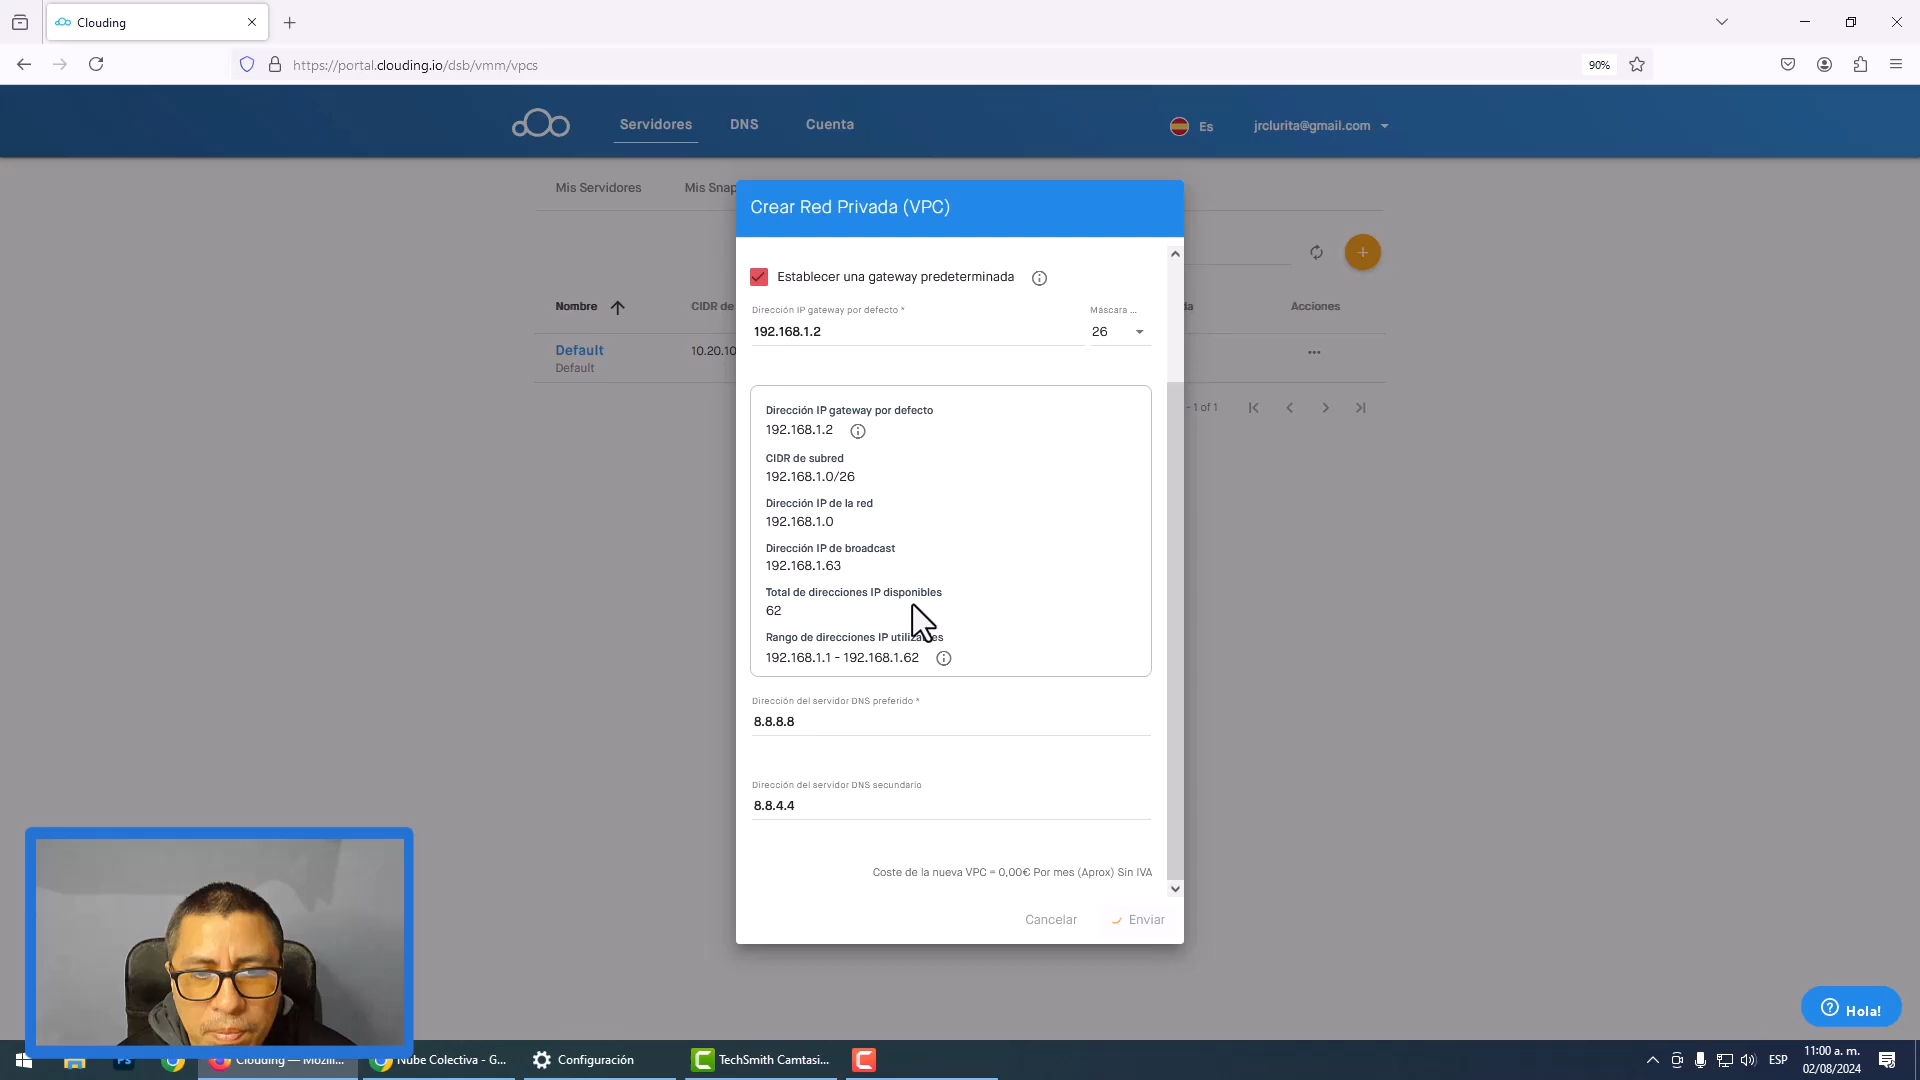 Clouding
https://portal.clouding.io/dsb/vmm/vpcs
90%
Servidores
DNS
Cuenta
Es
jrclurita@gmail.com
Mis Servidores
Mis Snap
Crear Red Privada (VPC)
Nombre
CIDR de
da
Acciones
Default
Default
10.20.10
- 1 of 1
Establecer una gateway predeterminada
Dirección IP gateway por defecto *
Máscara ...
192.168.1.2
26
Dirección IP gateway por defecto
192.168.1.2
CIDR de subred
192.168.1.0/26
Dirección IP de la red
192.168.1.0
Dirección IP de broadcast
192.168.1.63
Total de direcciones IP disponibles
62
Rango de direcciones IP utilizables
192.168.1.1 - 192.168.1.62
Dirección del servidor DNS preferido *
8.8.8.8
Dirección del servidor DNS secundario
8.8.4.4
Coste de la nueva VPC = 0,00€ Por mes (Aprox) Sin IVA
Cancelar
Enviar
Hola!
Ps
Clouding — Mozill...
Nube Colectiva - G...
Configuración
TechSmith Camtasi...
ESP
11:00 a. m.
02/08/2024